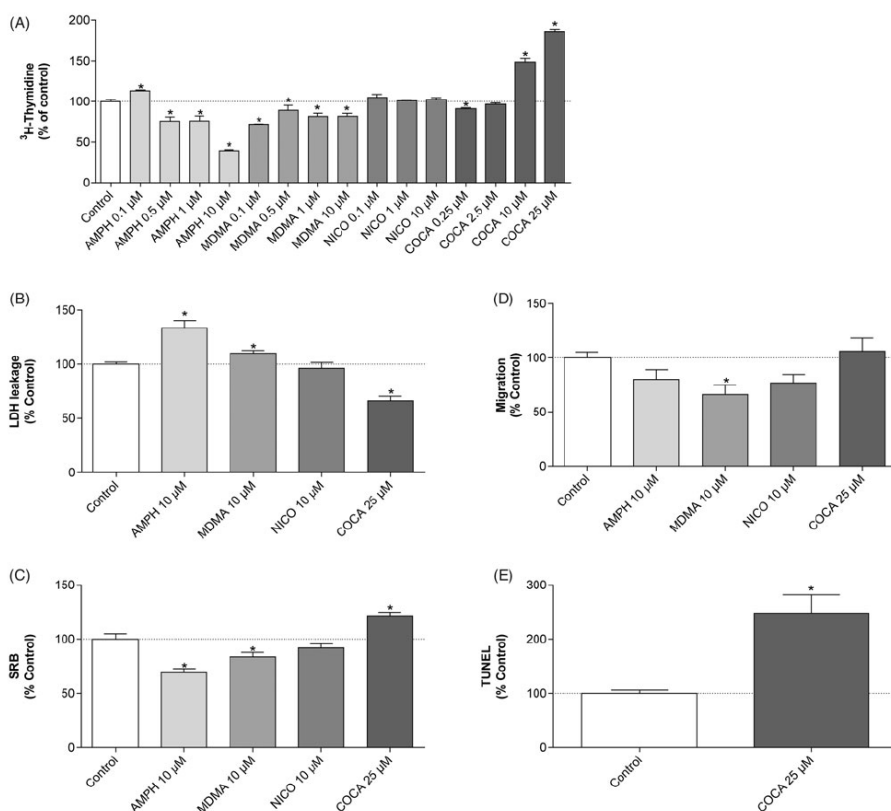 (A)
³H-Thymidine
(% of control)
200
150
100
50
0
Control
AMPH 0.1 µM
AMPH 0.5 µM
AMPH 1 µM
AMPH 10 µM
MDMA 0.1 µM
MDMA 0.5 µM
MDMA 1 µM
MDMA 10 µM
NICO 0.1 µM
NICO 1 µM
NICO 10 µM
COCA 0.25 µM
COCA 2.5 µM
COCA 10 µM
COCA 25 µM
* * * * * * * * * * *
(B)
LDH leakage
(% Control)
150
100
50
0
Control
AMPH 10 µM
MDMA 10 µM
NICO 10 µM
COCA 25 µM
* * *
(D)
Migration
(% Control)
150
100
50
0
Control
AMPH 10 µM
MDMA 10 µM
NICO 10 µM
COCA 25 µM
*
(C)
SRB
(% Control)
150
100
50
0
Control
AMPH 10 µM
MDMA 10 µM
NICO 10 µM
COCA 25 µM
* * *
(E)
TUNEL
(% Control)
300
200
100
0
Control
COCA 25 µM
*